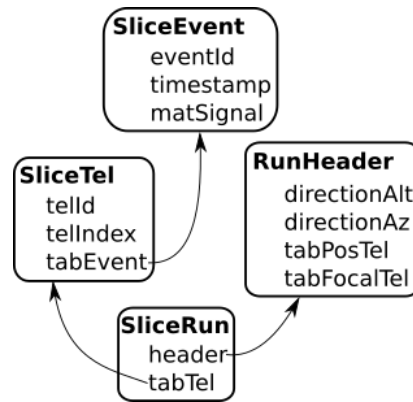 SliceEvent
eventId
timestamp
matSignal
SliceTel
telId
telIndex
tabEvent
RunHeader
directionAlt
directionAz
tabPosTel
tabFocalTel
SliceRun
header
tabTel